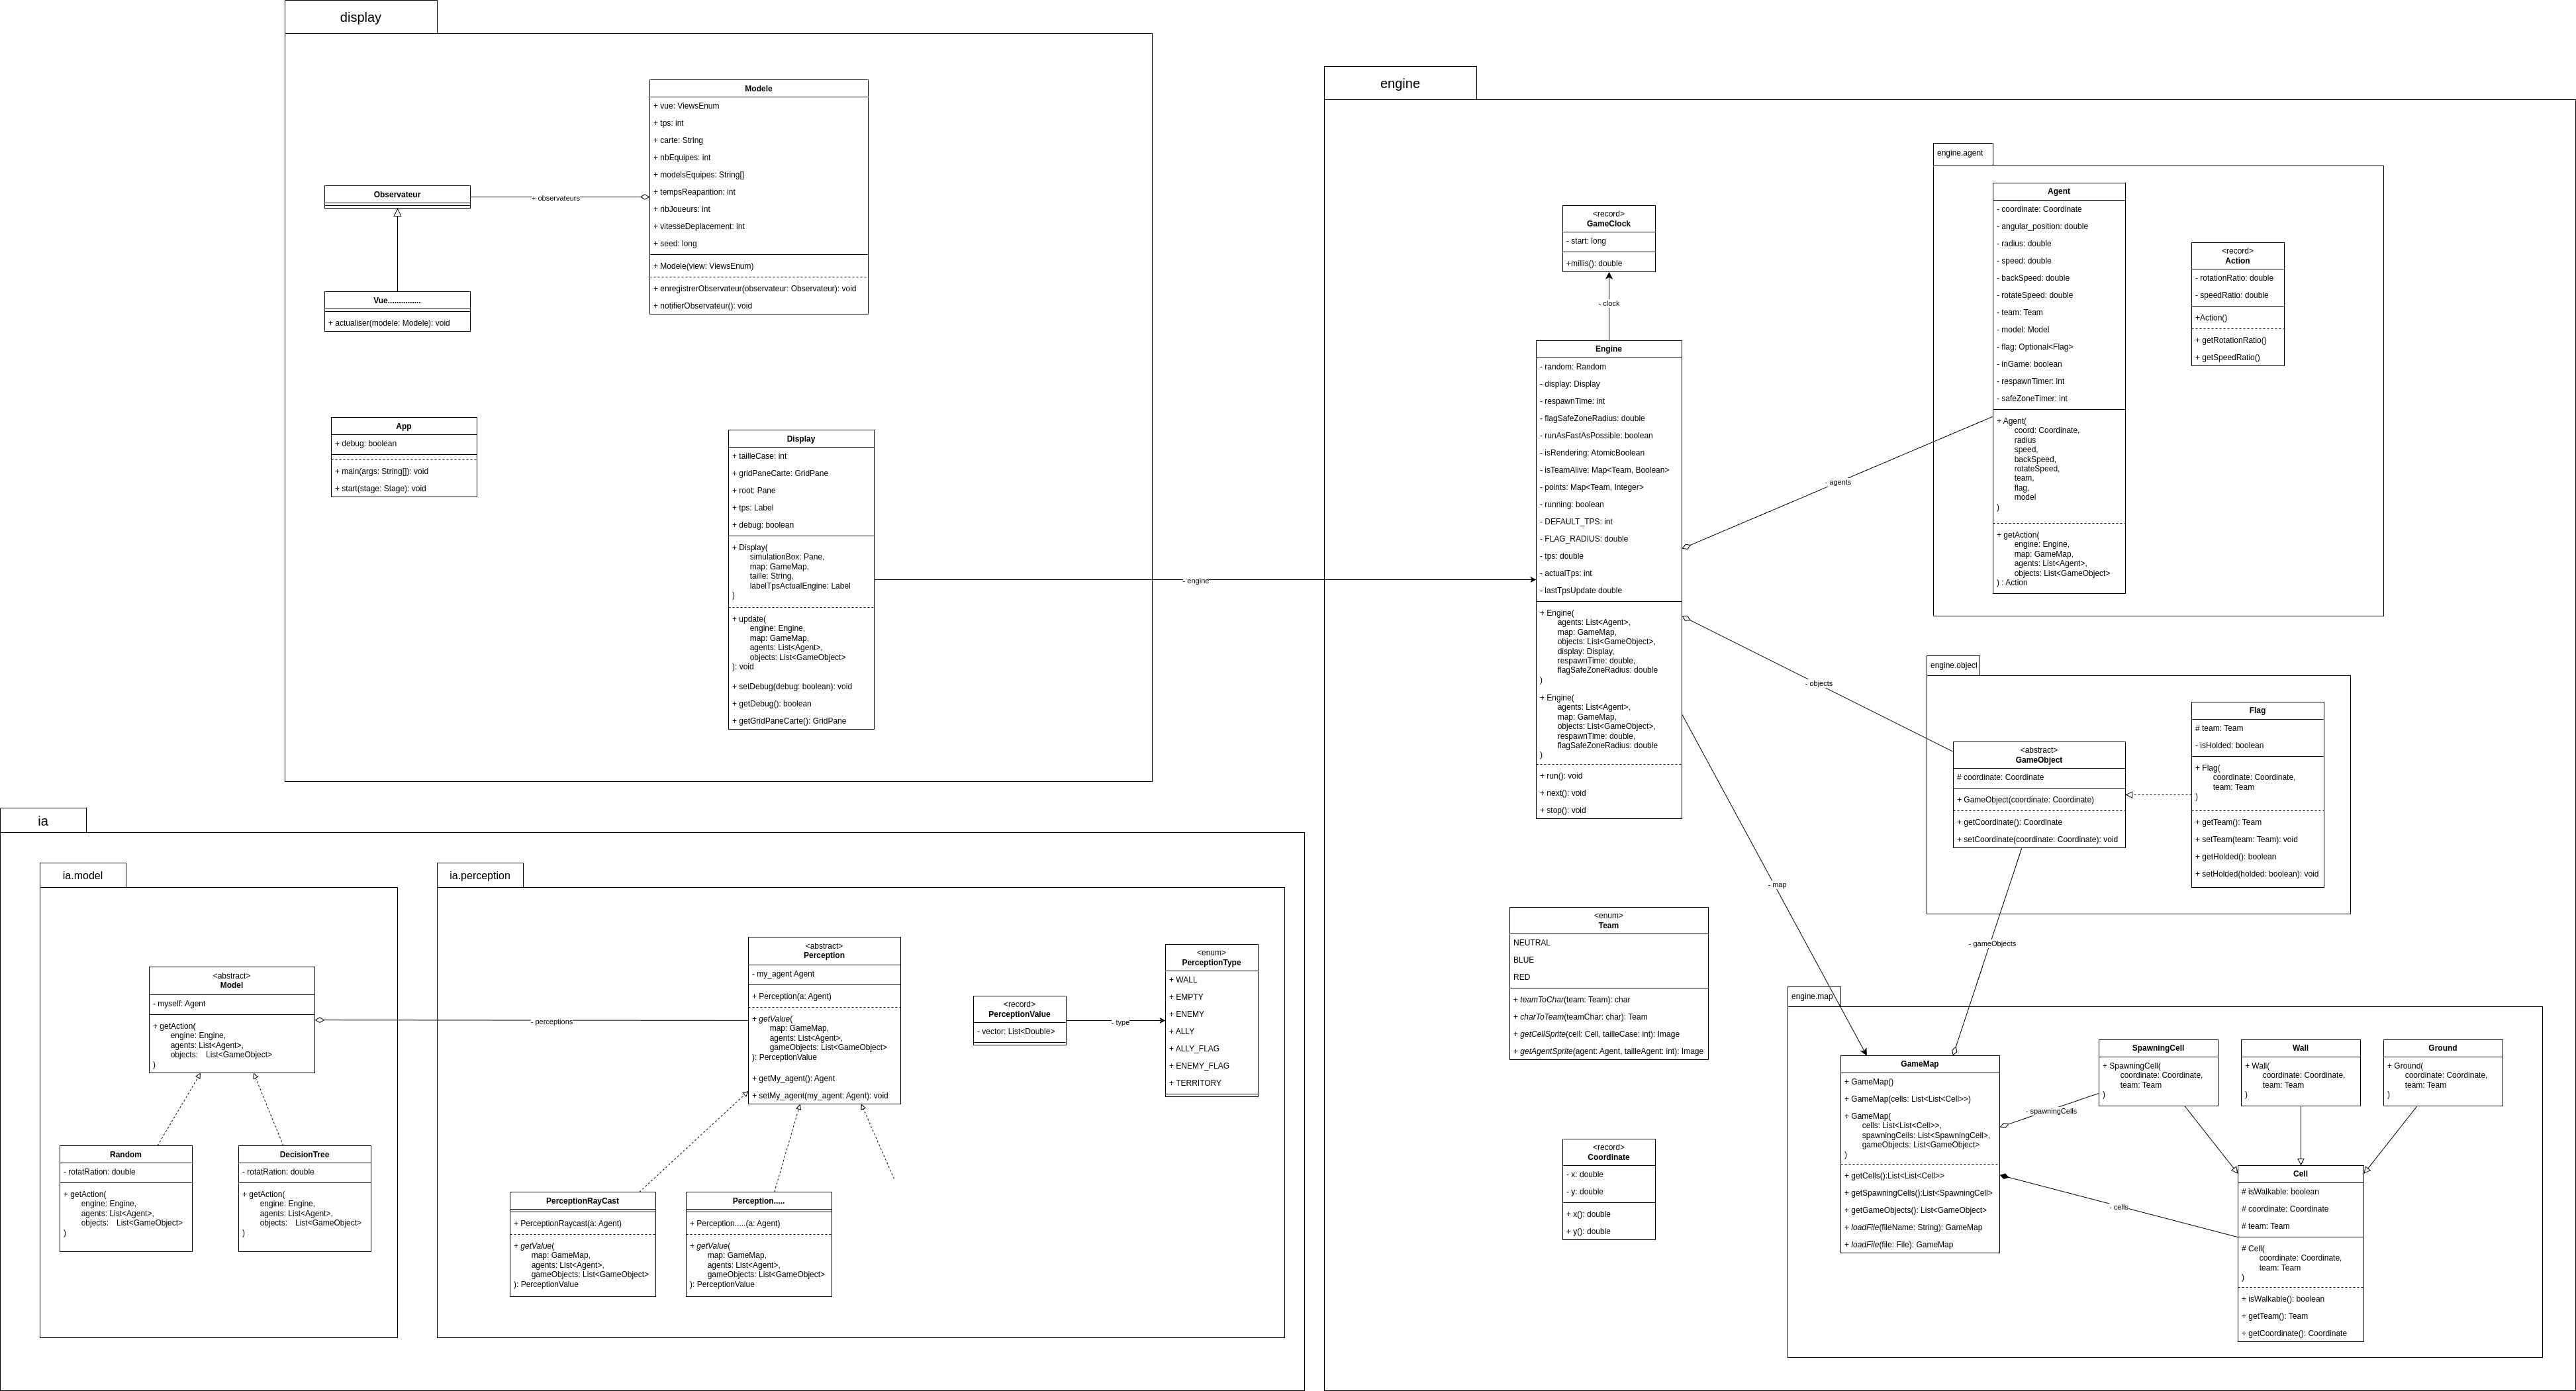 display
Modele
+ vue: ViewsEnum
+ tps: int
+ carte: String
+ nbEquipes: int
+ modelsEquipes: String[]
+ tempsReaparition: int
+ nbJoueurs: int
+ vitesseDeplacement: int
+ seed: long
+ Modele(view: ViewsEnum)
+ enregistrerObservateur(observateur: Observateur): void
+ notifierObservateur(): void
Observateur
+ observateurs
Vue...............
+ actualiser(modele: Modele): void
App
+ debug: boolean
+ main(args: String[]): void
+ start(stage: Stage): void
Display
+ tailleCase: int
+ gridPaneCarte: GridPane
+ root: Pane
+ tps: Label
+ debug: boolean
+ Display(
simulationBox: Pane,
map: GameMap,
taille: String,
labelTpsActualEngine: Label
)
+ update(
engine: Engine,
map: GameMap,
agents: List<Agent>,
objects: List<GameObject>
): void
+ setDebug(debug: boolean): void
+ getDebug(): boolean
+ getGridPaneCarte(): GridPane
- engine
engine
<record>
GameClock
- start: long
+millis(): double
- clock
Engine
- random: Random
- display: Display
- respawnTime: int
- flagSafeZoneRadius: double
- runAsFastAsPossible: boolean
- isRendering: AtomicBoolean
- isTeamAlive: Map<Team, Boolean>
- points: Map<Team, Integer>
- running: boolean
- DEFAULT_TPS: int
- FLAG_RADIUS: double
- tps: double
- actualTps: int
- lastTpsUpdate double
+ Engine(
agents: List<Agent>,
map: GameMap,
objects: List<GameObject>,
display: Display,
respawnTime: double,
flagSafeZoneRadius: double
)
+ Engine(
agents: List<Agent>,
map: GameMap,
objects: List<GameObject>,
respawnTime: double,
flagSafeZoneRadius: double
)
+ run(): void
+ next(): void
+ stop(): void
- agents
- objects
- map
engine.agent
Agent
- coordinate: Coordinate
- angular_position: double
- radius: double
- speed: double
- backSpeed: double
- rotateSpeed: double
- team: Team
- model: Model
- flag: Optional<Flag>
- inGame: boolean
- respawnTimer: int
- safeZoneTimer: int
+ Agent(
coord: Coordinate,
radius
speed,
backSpeed,
rotateSpeed,
team,
flag,
model
)
+ getAction(
engine: Engine,
map: GameMap,
agents: List<Agent>,
objects: List<GameObject>
) : Action
<record>
Action
- rotationRatio: double
- speedRatio: double
+Action()
+ getRotationRatio()
+ getSpeedRatio()
engine.object
<abstract>
GameObject
# coordinate: Coordinate
+ GameObject(coordinate: Coordinate)
+ getCoordinate(): Coordinate
+ setCoordinate(coordinate: Coordinate): void
Flag
# team: Team
- isHolded: boolean
+ Flag(
coordinate: Coordinate,
team: Team
)
+ getTeam(): Team
+ setTeam(team: Team): void
+ getHolded(): boolean
+ setHolded(holded: boolean): void
- gameObjects
<enum>
Team
NEUTRAL
BLUE
RED
+ teamToChar(team: Team): char
+ charToTeam(teamChar: char): Team
+ getCellSprite(cell: Cell, tailleCase: int): Image
+ getAgentSprite(agent: Agent, tailleAgent: int): Image
<record>
Coordinate
- x: double
- y: double
+ x(): double
+ y(): double
engine.map
GameMap
+ GameMap()
+ GameMap(cells: List<List<Cell>>)
+ GameMap(
cells: List<List<Cell>>,
spawningCells: List<SpawningCell>,
gameObjects: List<GameObject>
)
+ getCells():List<List<Cell>>
+ getSpawningCells():List<SpawningCell>
+ getGameObjects(): List<GameObject>
+ loadFile(fileName: String): GameMap
+ loadFile(file: File): GameMap
- spawningCells
- cells
SpawningCell
+ SpawningCell(
coordinate: Coordinate,
team: Team
)
Wall
+ Wall(
coordinate: Coordinate,
team: Team
)
Ground
+ Ground(
coordinate: Coordinate,
team: Team
)
Cell
# isWalkable: boolean
# coordinate: Coordinate
# team: Team
# Cell(
coordinate: Coordinate,
team: Team
)
+ isWalkable(): boolean
+ getTeam(): Team
+ getCoordinate(): Coordinate
ia
ia.model
<abstract>
Model
- myself: Agent
+ getAction(
engine: Engine,
agents: List<Agent>,
objects: List<GameObject>
)
Random
- rotatRation: double
+ getAction(
engine: Engine,
agents: List<Agent>,
objects: List<GameObject>
)
DecisionTree
- rotatRation: double
+ getAction(
engine: Engine,
agents: List<Agent>,
objects: List<GameObject>
)
- perceptions
ia.perception
<abstract>
Perception
- my_agent Agent
+ Perception(a: Agent)
+ getValue(
map: GameMap,
agents: List<Agent>,
gameObjects: List<GameObject>
): PerceptionValue
+ getMy_agent(): Agent
+ setMy_agent(my_agent: Agent): void
<record>
PerceptionValue
- vector: List<Double>
- type
<enum>
PerceptionType
+ WALL
+ EMPTY
+ ENEMY
+ ALLY
+ ALLY_FLAG
+ ENEMY_FLAG
+ TERRITORY
PerceptionRayCast
+ PerceptionRaycast(a: Agent)
+ getValue(
map: GameMap,
agents: List<Agent>,
gameObjects: List<GameObject>
): PerceptionValue
Perception.....
+ Perception.....(a: Agent)
+ getValue(
map: GameMap,
agents: List<Agent>,
gameObjects: List<GameObject>
): PerceptionValue